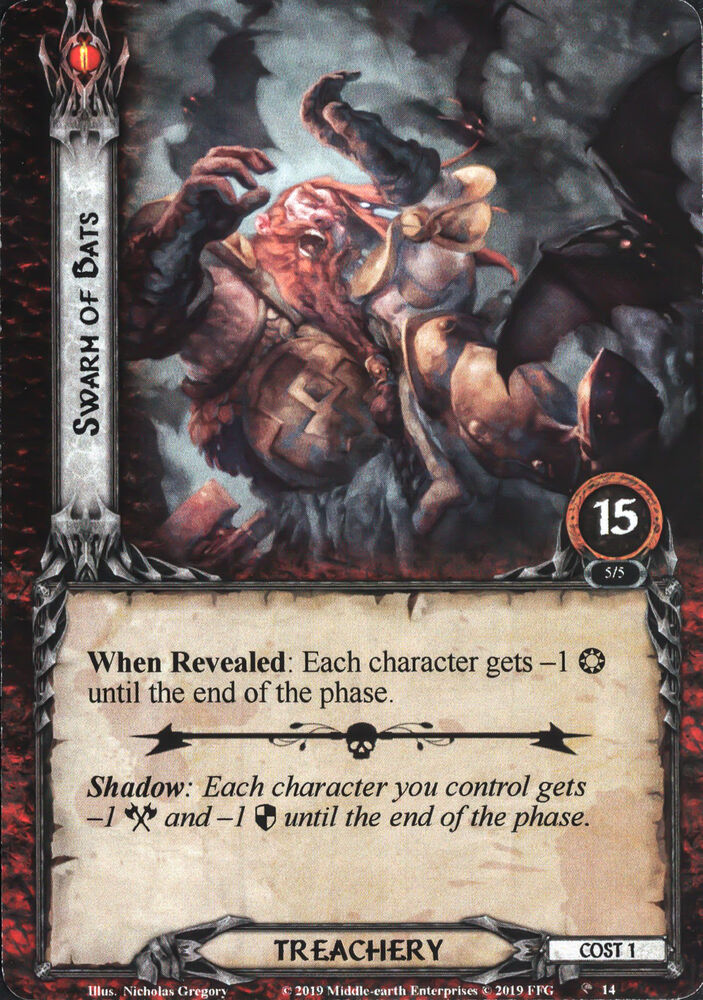 SWARM OF BATS
15
5/5
When Revealed: Each character gets –1
until the end of the phase.
Shadow: Each character you control gets
–1 and –1 until the end of the phase.
TREACHERY
COST 1
Illus. Nicholas Gregory © 2019 Middle-earth Enterprises © 2019 FFG 14